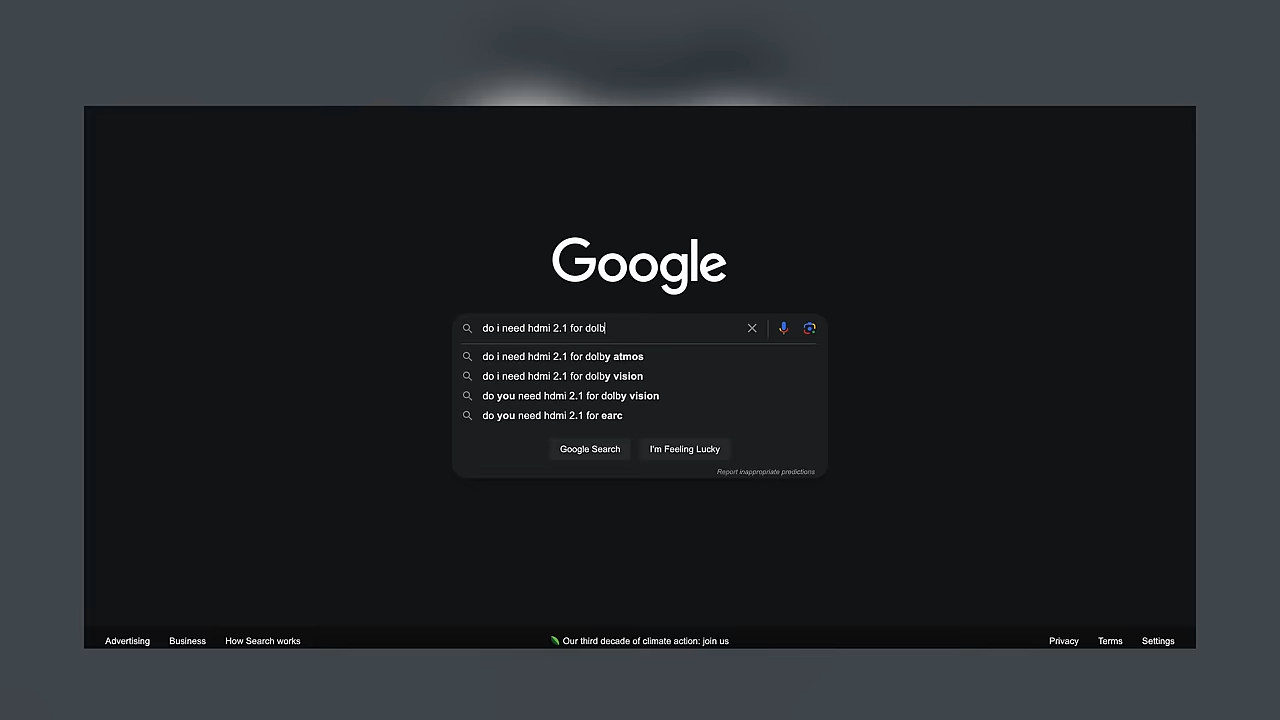 Google
do i need hdmi 2.1 for dolb
do i need hdmi 2.1 for dolby atmos
do i need hdmi 2.1 for dolby vision
do you need hdmi 2.1 for dolby vision
do you need hdmi 2.1 for earc
Google Search I'm Feeling Lucky
Report inappropriate predictions
Advertising Business How Search works Our third decade of climate action: join us Privacy Terms Settings